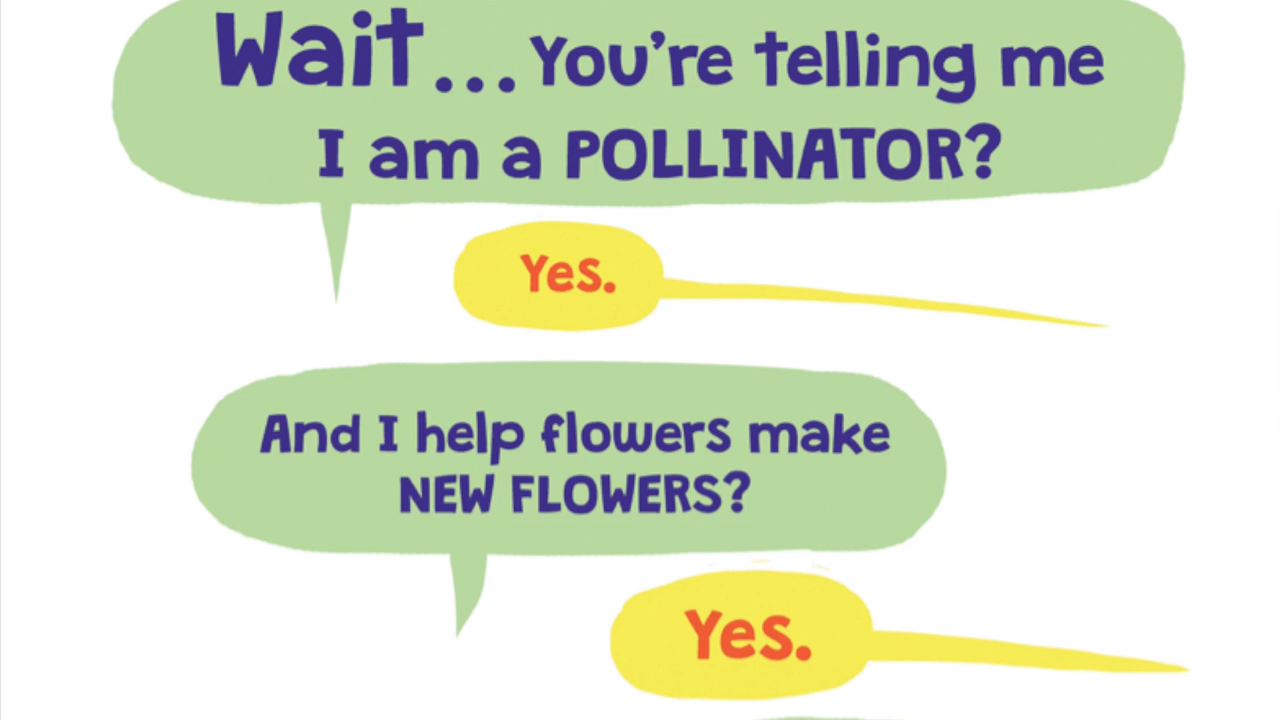 Wait... You're telling me
I am a POLLINATOR?
Yes.
And I help flowers make
NEW FLOWERS?
Yes.